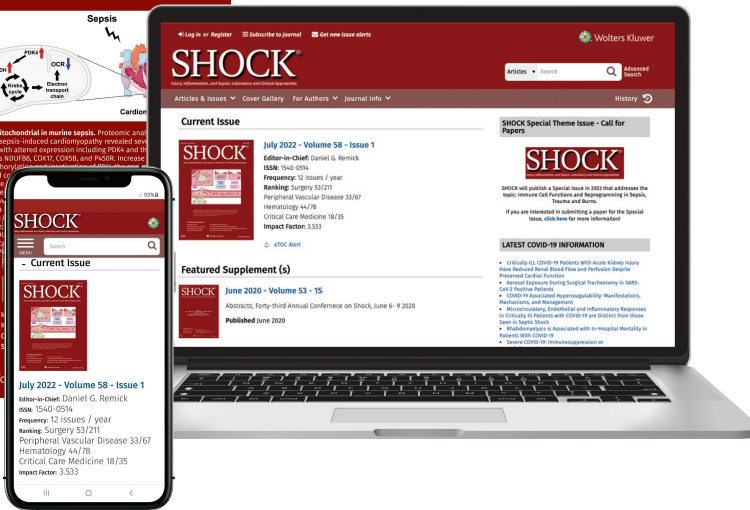 Sepsis
PDK4
OCR
Krebs
cycle
Electron
transport
chain
in murine sepsis. Proteomic
sepsis-induced cardiomyopathy revealed
with altered expression including PDK4 and
NDUFB8, COX17, COX5B, and P450R. Increase
Log in or Register
Subscribe to journal
Get new issue alerts
Wolters Kluwer
SHOCK®
Injury, Inflammation, and Sepsis: Laboratory and Clinical Approaches
Articles
Search
Advanced
Search
Articles & Issues
Cover Gallery
For Authors
Journal Info
History
Current Issue
SHOCK
July 2022 - Volume 58 - Issue 1
Editor-in-Chief: Daniel G. Remick
ISSN: 1540-0514
Frequency: 12 issues / year
Ranking: Surgery 53/211
Peripheral Vascular Disease 33/67
Hematology 44/78
Critical Care Medicine 18/35
Impact Factor: 3.533
eTOC Alert
Featured Supplement (s)
SHOCK
June 2020 - Volume 53 - 1S
Abstracts, Forty-third Annual Confernece on Shock, June 6- 9 2020
Published June 2020
SHOCK Special Theme Issue - Call for
Papers
SHOCK
SHOCK will publish a Special Issue in 2023 that addresses the
topic: Immune Cell Functions and Reprogramming in Sepsis,
Trauma and Burns.
If you are interested in submitting a paper for the Special
Issue, click here for more informaiton!
LATEST COVID-19 INFORMATION
• Critically ILL COVID-19 Patients With Acute Kidney Injury
Have Reduced Renal Blood Flow and Perfusion Despite
Preserved Cardiac Function
• Aerosol Exposure During Surgical Tracheotomy in SARS-
CoV-2 Positive Patients
• COVID-19 Associated Hypercoagulability: Manifestations,
Mechanisms, and Management
• Microcirculatory, Endothelial and Inflammatory Responses
in Critically Ill Patients with COVID-19 are Distinct from those
Seen in Septic Shock
• Rhabdomyolysis is Associated with In-Hospital Mortality in
Patients With COVID-19
• Severe COVID-19: Immunosuppression or
93%
SHOCK
MENU
Search
- Current Issue
SHOCK
July 2022 - Volume 58 - Issue 1
Editor-in-Chief: Daniel G. Remick
ISSN: 1540-0514
Frequency: 12 issues / year
Ranking: Surgery 53/211
Peripheral Vascular Disease 33/67
Hematology 44/78
Critical Care Medicine 18/35
Impact Factor: 3.533